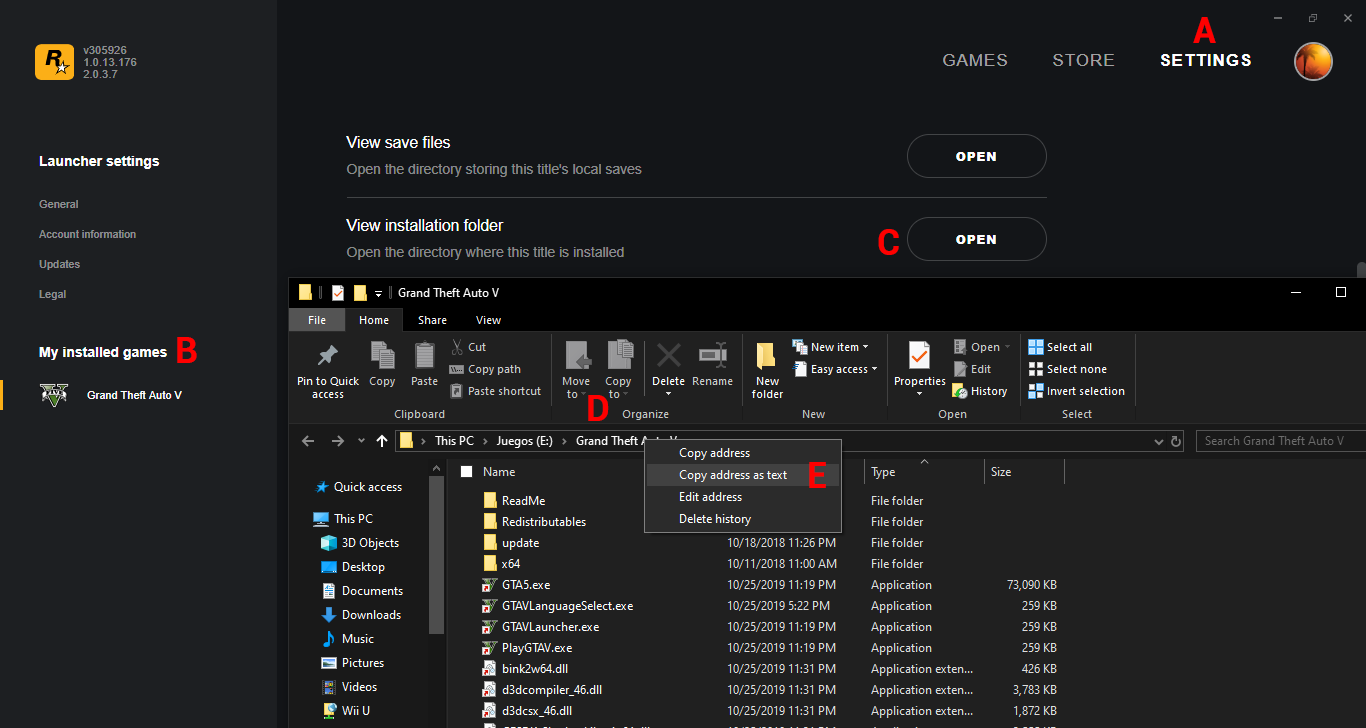 v305926
1.0.13.176
2.0.3.7
A
GAMES STORE SETTINGS
Launcher settings
General
Account information
Updates
Legal
My installed games B
Grand Theft Auto V
View save files
Open the directory storing this title's local saves
OPEN
View installation folder
Open the directory where this title is installed
C OPEN
Grand Theft Auto V
File Home Share View
Pin to Quick access
Copy
Paste
Cut
Copy path
Paste shortcut
Clipboard
Move to
Copy to
Delete
Rename
D Organize
New folder
New item
Easy access
New
Properties
Open
Edit
History
Open
Select all
Select none
Invert selection
Select
This PC > Juegos (E:) > Grand Theft
Search Grand Theft Auto V
Copy address
Copy address as text E
Edit address
Delete history
Quick access
This PC
3D Objects
Desktop
Documents
Downloads
Music
Pictures
Videos
Wii U
Name Type Size
ReadMe File folder
Redistributables File folder
update 10/18/2018 11:26 PM File folder
x64 10/11/2018 11:00 AM File folder
GTA5.exe 10/25/2019 11:19 PM Application 73,090 KB
GTAVLanguageSelect.exe 10/25/2019 5:22 PM Application 259 KB
GTAVLauncher.exe 10/25/2019 11:19 PM Application 259 KB
PlayGTAV.exe 10/25/2019 11:19 PM Application 259 KB
bink2w64.dll 10/25/2019 11:31 PM Application exten... 426 KB
d3dcompiler_46.dll 10/25/2019 11:31 PM Application exten... 3,783 KB
d3dcsx_46.dll 10/25/2019 11:31 PM Application exten... 1,872 KB